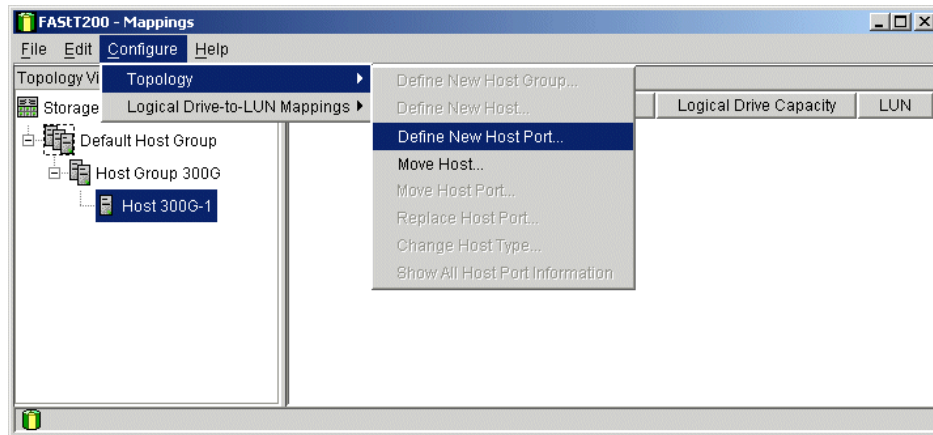 FAStT200 - Mappings
File Edit Configure Help
Topology Vi
Topology
Define New Host Group...
Storage
Logical Drive-to-LUN Mappings
Define New Host...
Logical Drive Capacity
LUN
Default Host Group
Define New Host Port...
Host Group 300G
Move Host...
Host 300G-1
Move Host Port...
Replace Host Port...
Change Host Type...
Show All Host Port Information